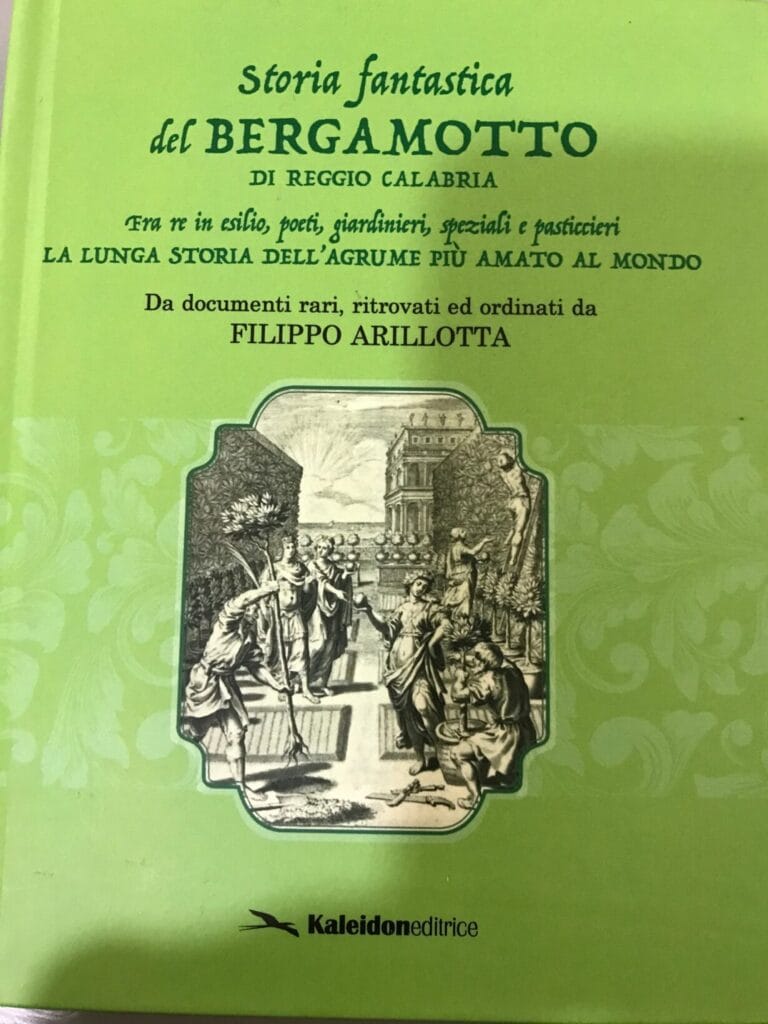 Storia fantastica
del BERGAMOTTO
DI REGGIO CALABRIA
Fra re in esilio, poeti, giardinieri, speziali e pasticcieri
LA LUNGA STORIA DELL'AGRUME PIÙ AMATO AL MONDO
Da documenti rari, ritrovati ed ordinati da
FILIPPO ARILLOTTA
Kaleidoneditrice